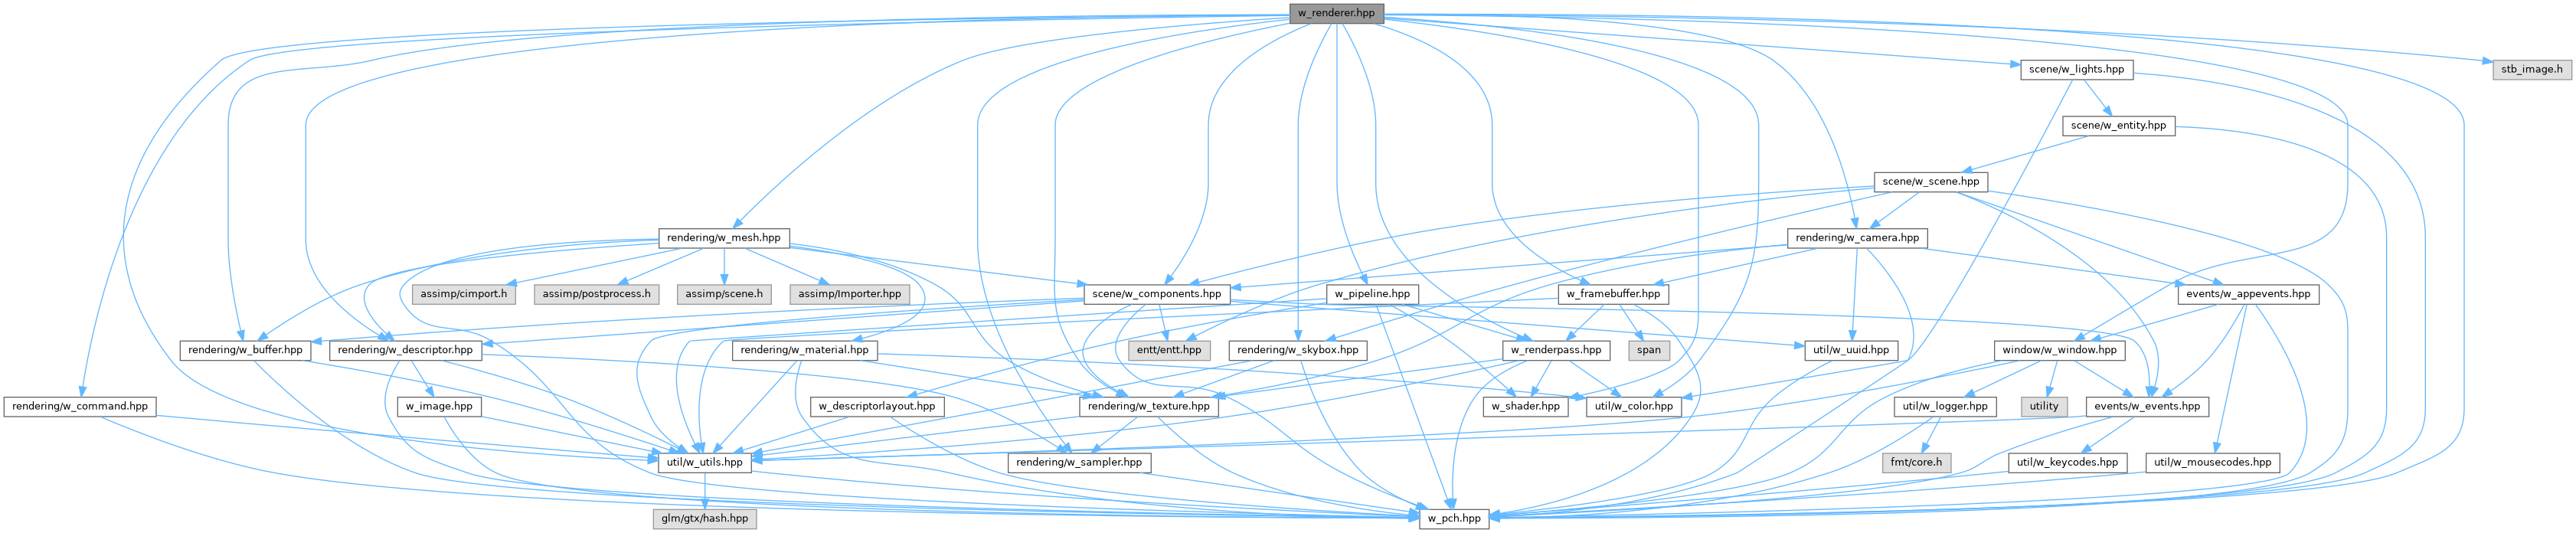 w_renderer.hpp
scene/w_lights.hpp
stb_image.h
scene/w_entity.hpp
scene/w_scene.hpp
rendering/w_mesh.hpp
rendering/w_camera.hpp
assimp/cimport.h
assimp/postprocess.h
assimp/scene.h
assimp/Importer.hpp
scene/w_components.hpp
w_pipeline.hpp
w_framebuffer.hpp
events/w_appevents.hpp
rendering/w_buffer.hpp
rendering/w_descriptor.hpp
rendering/w_material.hpp
entt/entt.hpp
rendering/w_skybox.hpp
w_renderpass.hpp
span
util/w_uuid.hpp
window/w_window.hpp
rendering/w_command.hpp
w_image.hpp
w_descriptorlayout.hpp
rendering/w_texture.hpp
w_shader.hpp
util/w_color.hpp
util/w_logger.hpp
utility
events/w_events.hpp
util/w_utils.hpp
rendering/w_sampler.hpp
fmt/core.h
util/w_keycodes.hpp
util/w_mousecodes.hpp
glm/gtx/hash.hpp
w_pch.hpp